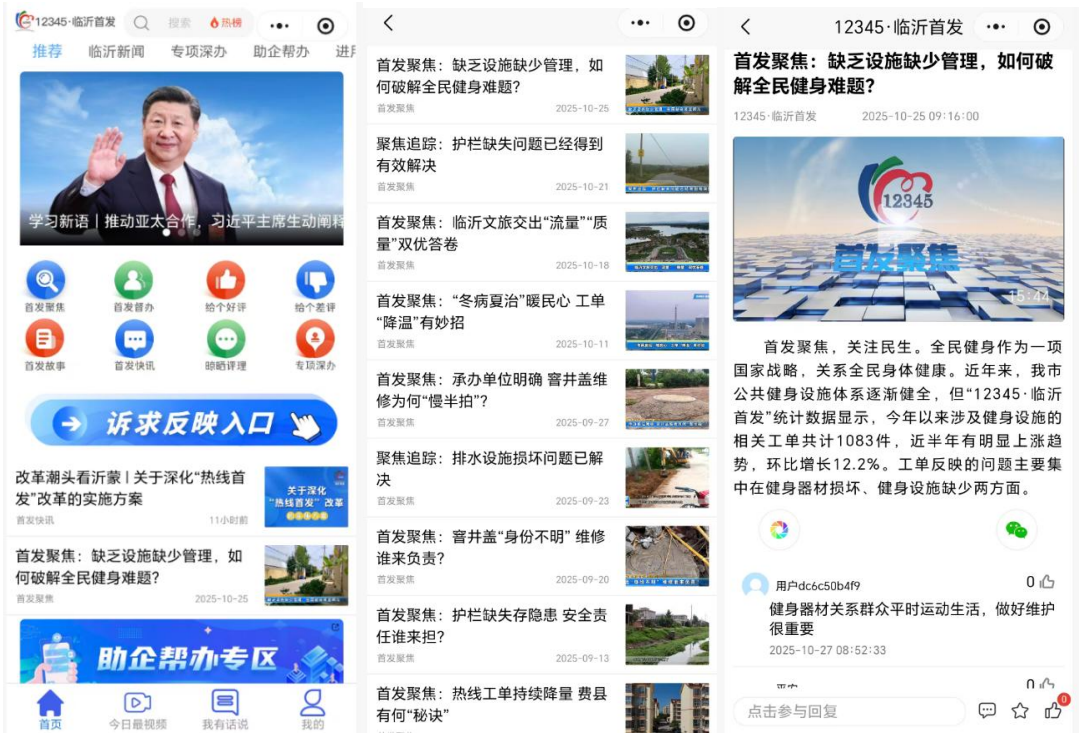 12345·临沂首发
搜索
热榜
推荐
临沂新闻
专项深办
助企帮办
进
学习新语 | 推动亚太合作，习近平主席生动阐释
首发聚焦
首发督办
给个好评
给个差评
首发故事
首发快讯
晾晒评理
专项深办
诉求反映入口
改革潮头看沂蒙 | 关于深化“热线首
发”改革的实施方案
首发快讯
11小时前
关于深化
“热线首发”改革
首发聚焦：缺乏设施缺少管理，如
何破解全民健身难题？
首发聚焦
2025-10-25
助企帮办专区
首页
今日最视频
我有话说
我的
首发聚焦：缺乏设施缺少管理，如
何破解全民健身难题？
首发聚焦
2025-10-25
聚焦追踪：护栏缺失问题已经得到
有效解决
首发聚焦
2025-10-21
首发聚焦：临沂文旅交出“流量”“质
量”双优答卷
首发聚焦
2025-10-18
首发聚焦：“冬病夏治”暖民心 工单
“降温”有妙招
首发聚焦
2025-10-11
首发聚焦：承办单位明确 窨井盖维
修为何“慢半拍”？
首发聚焦
2025-09-27
聚焦追踪：排水设施损坏问题已解
决
首发聚焦
2025-09-23
首发聚焦：窨井盖“身份不明” 维修
谁来负责？
首发聚焦
2025-09-20
首发聚焦：护栏缺失存隐患 安全责
任谁来担？
首发聚焦
2025-09-13
首发聚焦：热线工单持续降量 费县
有何“秘诀”
12345·临沂首发
首发聚焦：缺乏设施缺少管理，如何破
解全民健身难题？
12345·临沂首发
2025-10-25 09:16:00
12345
首发聚焦
15:44
首发聚焦，关注民生。全民健身作为一项
国家战略，关系全民身体健康。近年来，我市
公共健身设施体系逐渐健全，但“12345·临沂
首发”统计数据显示，今年以来涉及健身设施的
相关工单共计1083件，近半年有明显上涨趋
势，环比增长12.2%。工单反映的问题主要集
中在健身器材损坏、健身设施缺少两方面。
用户dc6c50b4f9
0
健身器材关系群众平时运动生活，做好维护
很重要
2025-10-27 08:52:33
0
点击参与回复
0